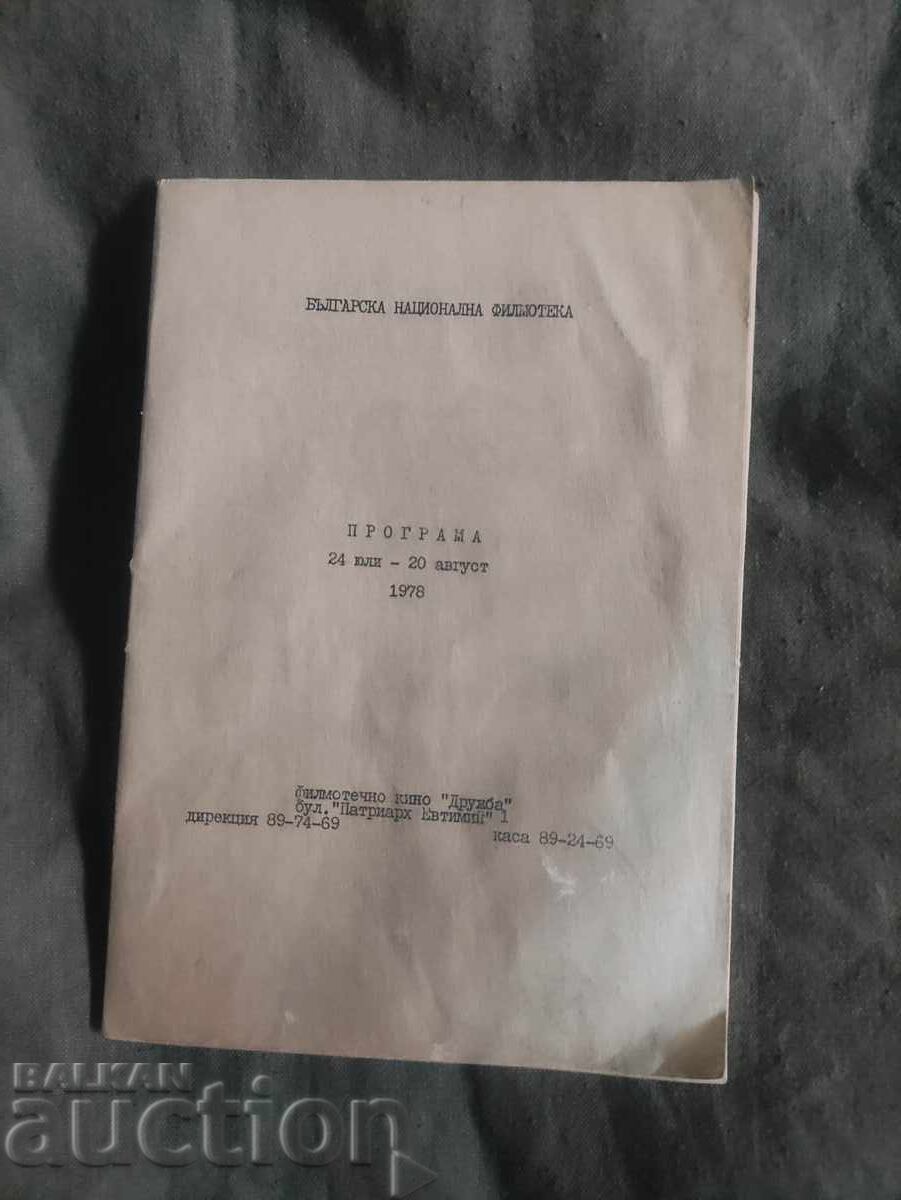 БЪЛГАРСКА НАЦИОНАЛНА ФИЛМОТЕКА
ПРОГРАМА
24 юли - 20 август
1978
филмотечно кино "Дружба"
бул. "Патриарх Евтимий" 1
дирекция 89-74-69
каса 89-24-69
BALKAN
auction